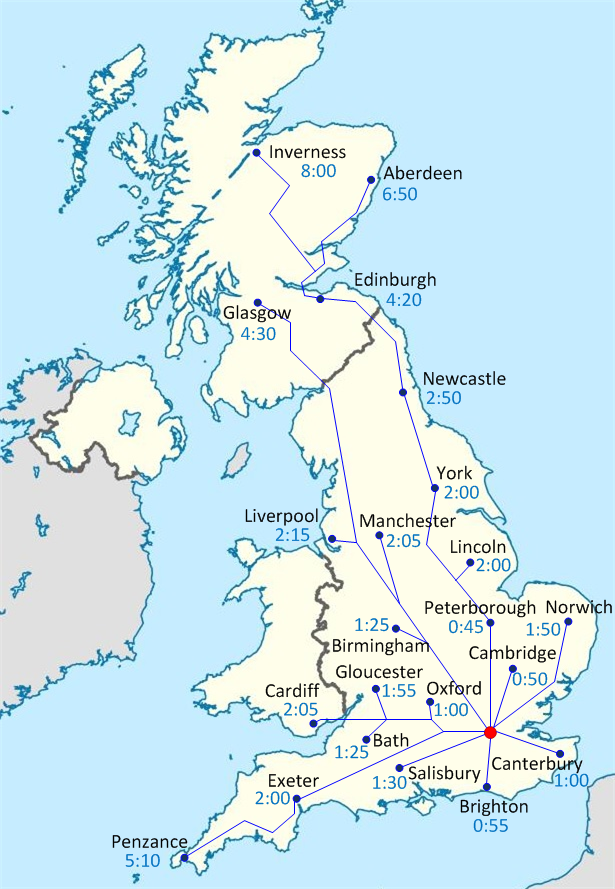 Inverness
8:00
Aberdeen
6:50
Edinburgh
4:20
Glasgow
4:30
Newcastle
2:50
York
2:00
Liverpool
2:15
Manchester
2:05
Lincoln
2:00
Peterborough
0:45
Norwich
1:50
1:25
Birmingham
Cambridge
0:50
Gloucester
1:55
Oxford
1:00
Cardiff
2:05
Bath
1:25
Salisbury
1:30
Canterbury
1:00
Exeter
2:00
Brighton
0:55
Penzance
5:10